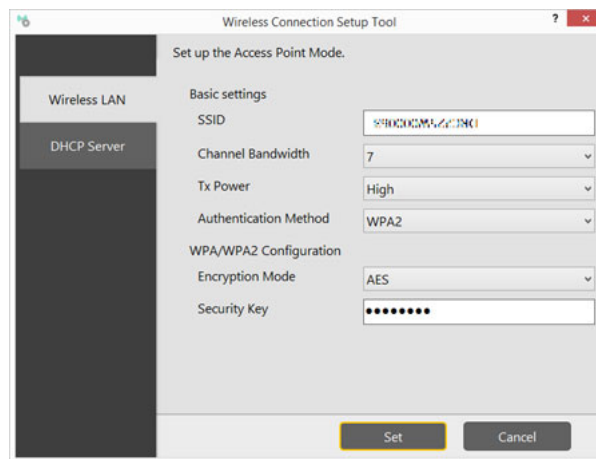 Wireless Connection Setup Tool
? ×
Set up the Access Point Mode.
Wireless LAN
DHCP Server
Basic settings
SSID
Channel Bandwidth 7
Tx Power High
Authentication Method WPA2
WPA/WPA2 Configuration
Encryption Mode AES
Security Key ●●●●●●●●
Set Cancel